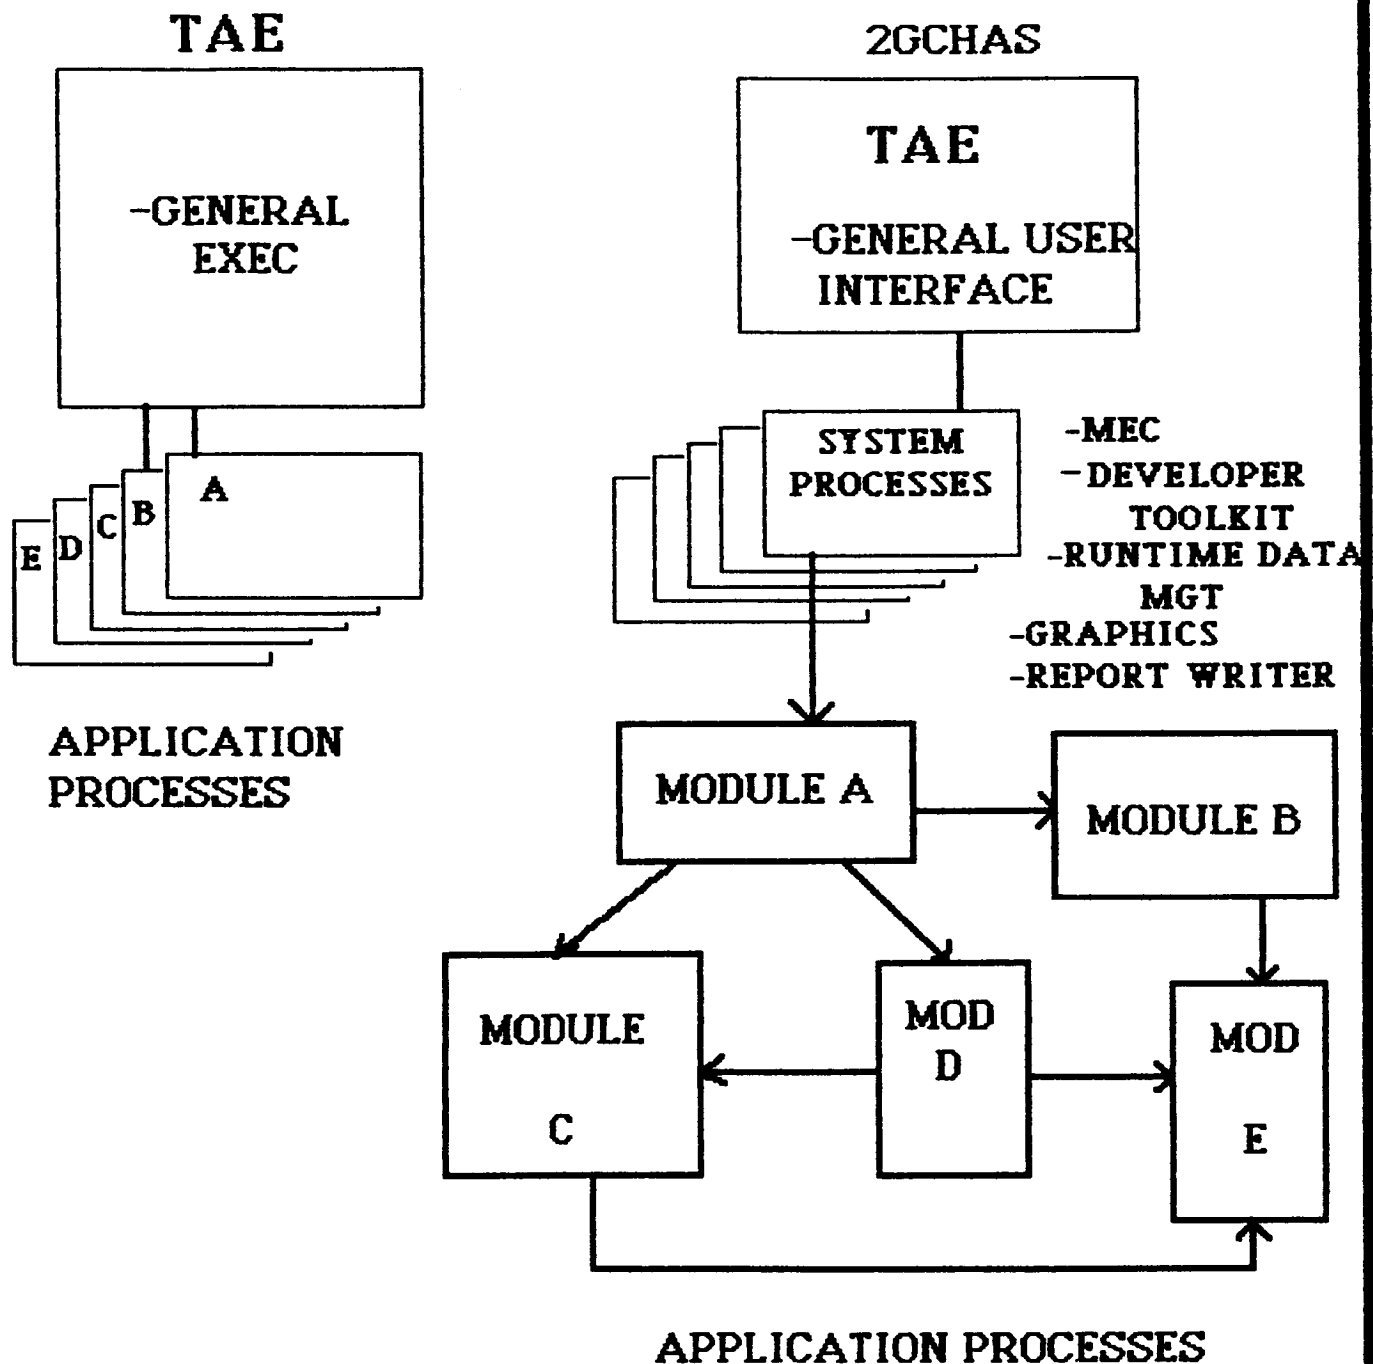 TAE
-GENERAL
EXEC
A
B
C
D
E
APPLICATION
PROCESSES
2GCHAS
TAE
-GENERAL USER
INTERFACE
SYSTEM
PROCESSES
-MEC
-DEVELOPER
TOOLKIT
-RUNTIME DATA
MGT
-GRAPHICS
-REPORT WRITER
MODULE A
MODULE B
MODULE
C
MOD
D
MOD
E
APPLICATION PROCESSES